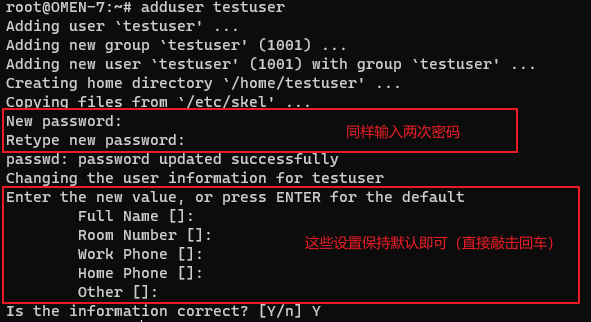 root@OMEN-7:~# adduser testuser
Adding user `testuser' ...
Adding new group `testuser' (1001) ...
Adding new user `testuser' (1001) with group `testuser' ...
Creating home directory `/home/testuser' ...
Copying files from `/etc/skel' ...
New password:
同样输入两次密码
Retype new password:
passwd: password updated successfully
Changing the user information for testuser
Enter the new value, or press ENTER for the default
Full Name []:
Room Number []:
这些设置保持默认即可（直接敲击回车）
Work Phone []:
Home Phone []:
Other []:
Is the information correct? [Y/n] Y